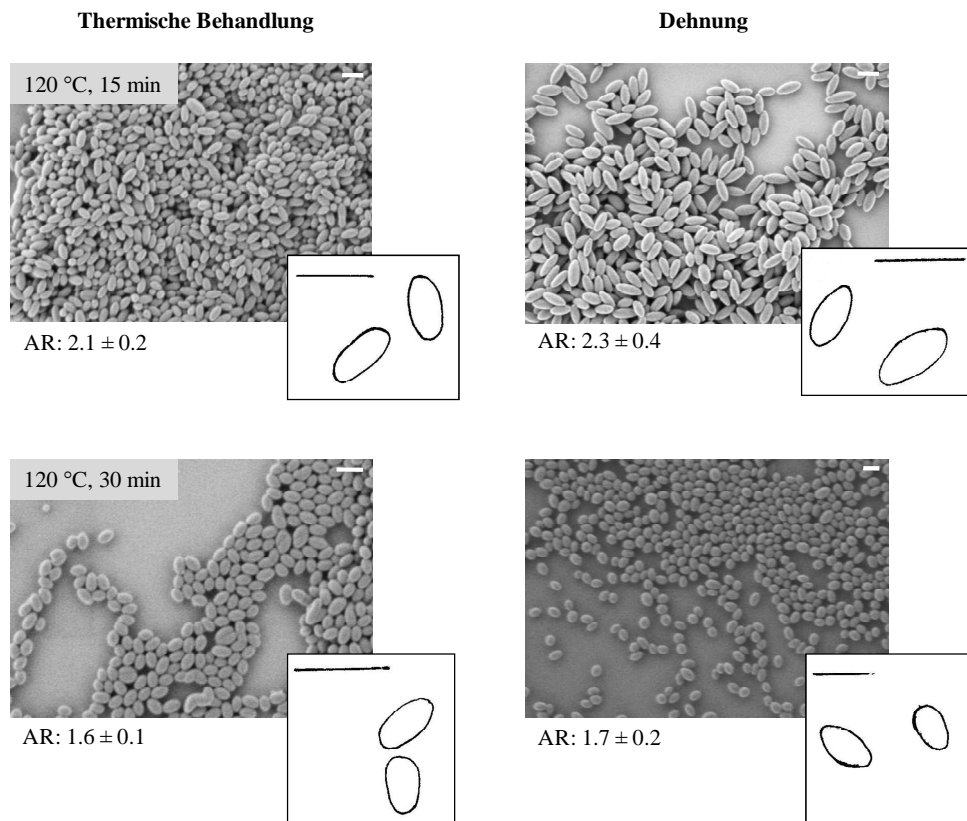 Thermische Behandlung
Dehnung
120 °C, 15 min
AR: 2.1 ± 0.2
AR: 2.3 ± 0.4
120 °C, 30 min
AR: 1.6 ± 0.1
AR: 1.7 ± 0.2